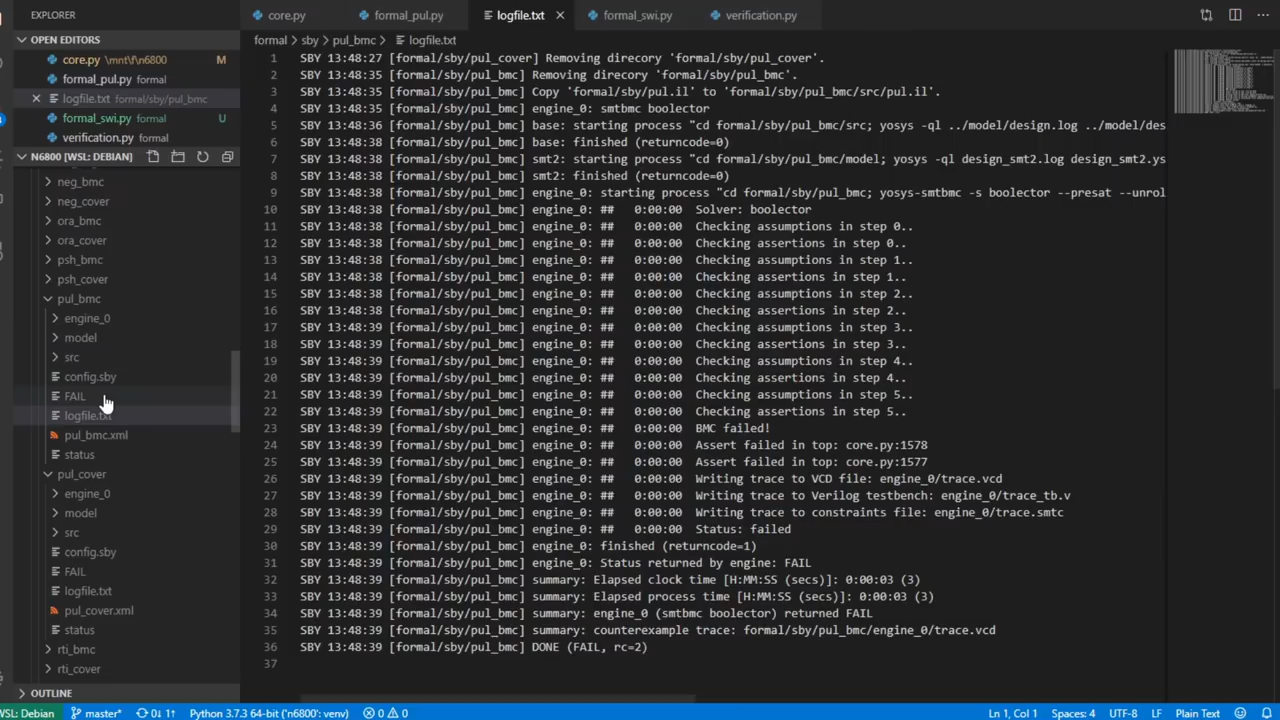 EXPLORER
core.py
formal_pul.py
logfile.txt
formal_swi.py
verification.py
OPEN EDITORS
core.py \mnt\f\n6800 M
formal_pul.py formal
logfile.txt formal/sby/pul_bmc
formal_swi.py formal U
verification.py formal
N6800 [WSL: DEBIAN]
neg_bmc
neg_cover
ora_bmc
ora_cover
psh_bmc
psh_cover
pul_bmc
engine_0
model
src
config.sby
FAIL
logfile.txt
pul_bmc.xml
status
pul_cover
engine_0
model
src
config.sby
FAIL
logfile.txt
pul_cover.xml
status
rti_bmc
rti_cover
OUTLINE
formal > sby > pul_bmc > logfile.txt
1 SBY 13:48:27 [formal/sby/pul_cover] Removing direcory 'formal/sby/pul_cover'.
2 SBY 13:48:35 [formal/sby/pul_bmc] Removing direcory 'formal/sby/pul_bmc'.
3 SBY 13:48:35 [formal/sby/pul_bmc] Copy 'formal/sby/pul.il' to 'formal/sby/pul_bmc/src/pul.il'.
4 SBY 13:48:35 [formal/sby/pul_bmc] engine_0: smtbmc boolector
5 SBY 13:48:36 [formal/sby/pul_bmc] base: starting process "cd formal/sby/pul_bmc/src; yosys -ql ../model/design.log ../model/des
6 SBY 13:48:38 [formal/sby/pul_bmc] base: finished (returncode=0)
7 SBY 13:48:38 [formal/sby/pul_bmc] smt2: starting process "cd formal/sby/pul_bmc/model; yosys -ql design_smt2.log design_smt2.ys
8 SBY 13:48:38 [formal/sby/pul_bmc] smt2: finished (returncode=0)
9 SBY 13:48:38 [formal/sby/pul_bmc] engine_0: starting process "cd formal/sby/pul_bmc; yosys-smtbmc -s boolector --presat --unrol
10 SBY 13:48:38 [formal/sby/pul_bmc] engine_0: ## 0:00:00 Solver: boolector
11 SBY 13:48:38 [formal/sby/pul_bmc] engine_0: ## 0:00:00 Checking assumptions in step 0..
12 SBY 13:48:38 [formal/sby/pul_bmc] engine_0: ## 0:00:00 Checking assertions in step 0..
13 SBY 13:48:38 [formal/sby/pul_bmc] engine_0: ## 0:00:00 Checking assumptions in step 1..
14 SBY 13:48:38 [formal/sby/pul_bmc] engine_0: ## 0:00:00 Checking assertions in step 1..
15 SBY 13:48:38 [formal/sby/pul_bmc] engine_0: ## 0:00:00 Checking assumptions in step 2..
16 SBY 13:48:38 [formal/sby/pul_bmc] engine_0: ## 0:00:00 Checking assertions in step 2..
17 SBY 13:48:39 [formal/sby/pul_bmc] engine_0: ## 0:00:00 Checking assumptions in step 3..
18 SBY 13:48:39 [formal/sby/pul_bmc] engine_0: ## 0:00:00 Checking assertions in step 3..
19 SBY 13:48:39 [formal/sby/pul_bmc] engine_0: ## 0:00:00 Checking assumptions in step 4..
20 SBY 13:48:39 [formal/sby/pul_bmc] engine_0: ## 0:00:00 Checking assertions in step 4..
21 SBY 13:48:39 [formal/sby/pul_bmc] engine_0: ## 0:00:00 Checking assumptions in step 5..
22 SBY 13:48:39 [formal/sby/pul_bmc] engine_0: ## 0:00:00 Checking assertions in step 5..
23 SBY 13:48:39 [formal/sby/pul_bmc] engine_0: ## 0:00:00 BMC failed!
24 SBY 13:48:39 [formal/sby/pul_bmc] engine_0: ## 0:00:00 Assert failed in top: core.py:1578
25 SBY 13:48:39 [formal/sby/pul_bmc] engine_0: ## 0:00:00 Assert failed in top: core.py:1577
26 SBY 13:48:39 [formal/sby/pul_bmc] engine_0: ## 0:00:00 Writing trace to VCD file: engine_0/trace.vcd
27 SBY 13:48:39 [formal/sby/pul_bmc] engine_0: ## 0:00:00 Writing trace to Verilog testbench: engine_0/trace_tb.v
28 SBY 13:48:39 [formal/sby/pul_bmc] engine_0: ## 0:00:00 Writing trace to constraints file: engine_0/trace.smtc
29 SBY 13:48:39 [formal/sby/pul_bmc] engine_0: ## 0:00:00 Status: failed
30 SBY 13:48:39 [formal/sby/pul_bmc] engine_0: finished (returncode=1)
31 SBY 13:48:39 [formal/sby/pul_bmc] engine_0: Status returned by engine: FAIL
32 SBY 13:48:39 [formal/sby/pul_bmc] summary: Elapsed clock time [H:MM:SS (secs)]: 0:00:03 (3)
33 SBY 13:48:39 [formal/sby/pul_bmc] summary: Elapsed process time [H:MM:SS (secs)]: 0:00:03 (3)
34 SBY 13:48:39 [formal/sby/pul_bmc] summary: engine_0 (smtbmc boolector) returned FAIL
35 SBY 13:48:39 [formal/sby/pul_bmc] summary: counterexample trace: formal/sby/pul_bmc/engine_0/trace.vcd
36 SBY 13:48:39 [formal/sby/pul_bmc] DONE (FAIL, rc=2)
37
WSL: Debian master* 0↓ 1↑ Python 3.7.3 64-bit ('n6800': venv) 0 0 Ln 1, Col 1 Spaces: 4 UTF-8 LF Plain Text